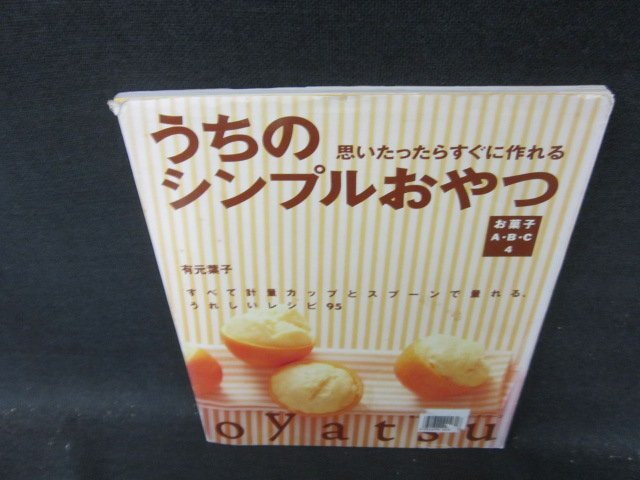 うちの
思いたったらすぐに作れる
シンプルおやつ
お菓子
A・B・C
4
有元葉子
すべて計量カップとスプーンで量れる、
うれしいレシピ95
oyatsu